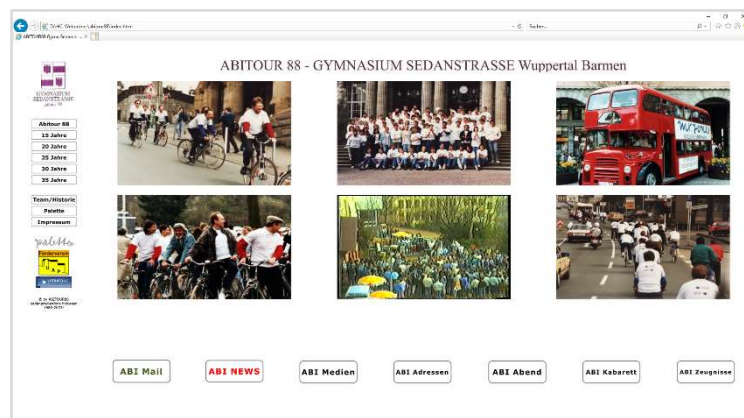 Suchen...
ABITOUR 88 - GYMNASIUM SEDANSTRASSE Wuppertal Barmen
GYMNASIUM
SEDANSTRASSE
Abitour 88
15 Jahre
20 Jahre
25 Jahre
30 Jahre
35 Jahre
Team/Historie
Palette
Impressum
palette
Förderverein
ABI Mail
ABI NEWS
ABI Medien
ABI Adressen
ABI Abend
ABI Kabarett
ABI Zeugnisse